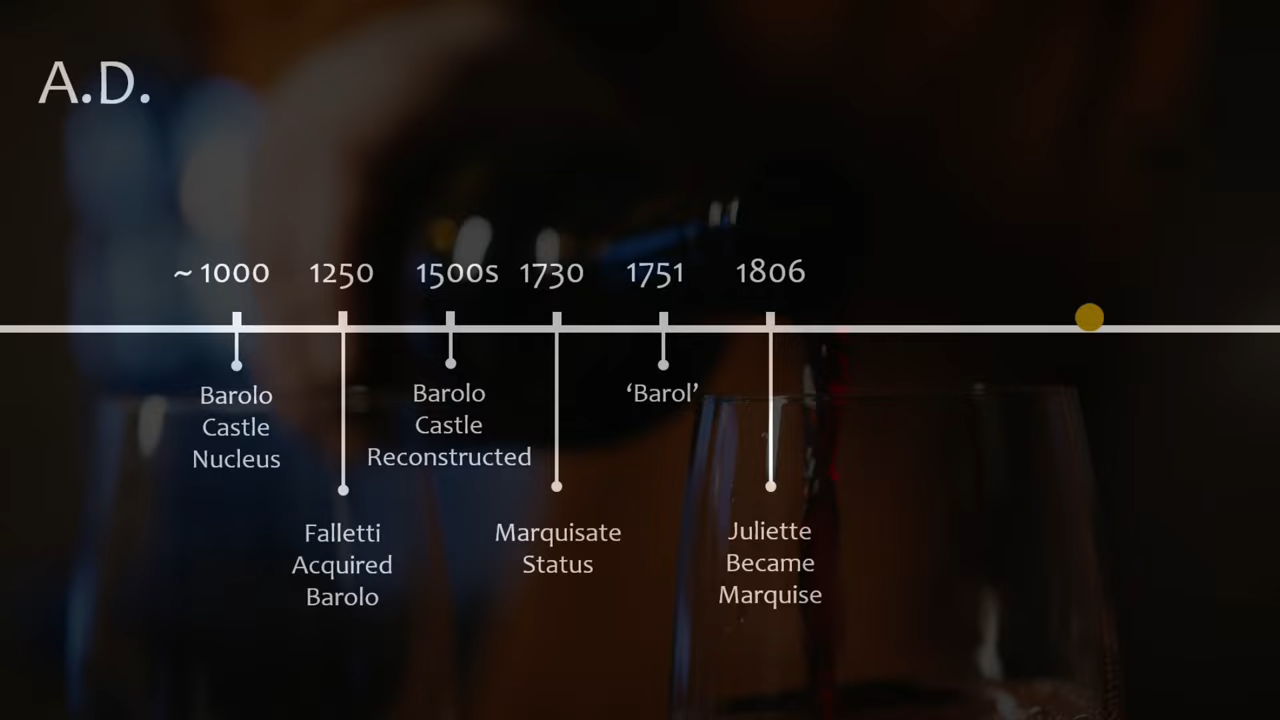 A.D.
~ 1000 1250 1500s 1730 1751 1806
Barolo
Castle
Nucleus
Falletti
Acquired
Barolo
Barolo
Castle
Reconstructed
Marquisate
Status
‘Barol’
Juliette
Became
Marquise